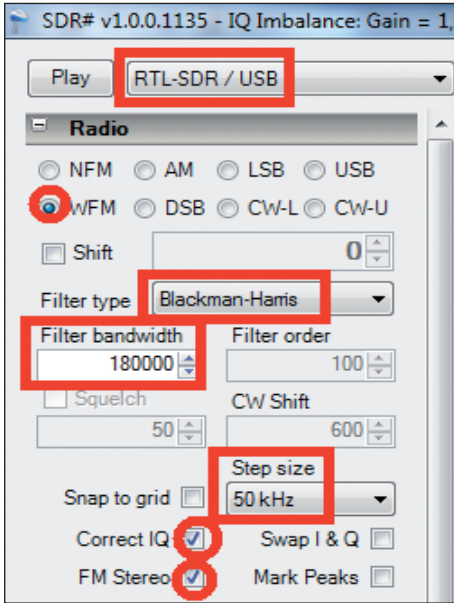 SDR# v1.0.0.1135 - IQ Imbalance: Gain = 1,
Play RTL-SDR / USB
Radio
NFM AM LSB USB
WFM DSB CW-L CW-U
Shift 0
Filter type Blackman-Harris
Filter bandwidth Filter order
180000 100
Squelch CW Shift
50 600
Step size
Snap to grid 50 kHz
Correct IQ Swap I & Q
FM Stereo Mark Peaks